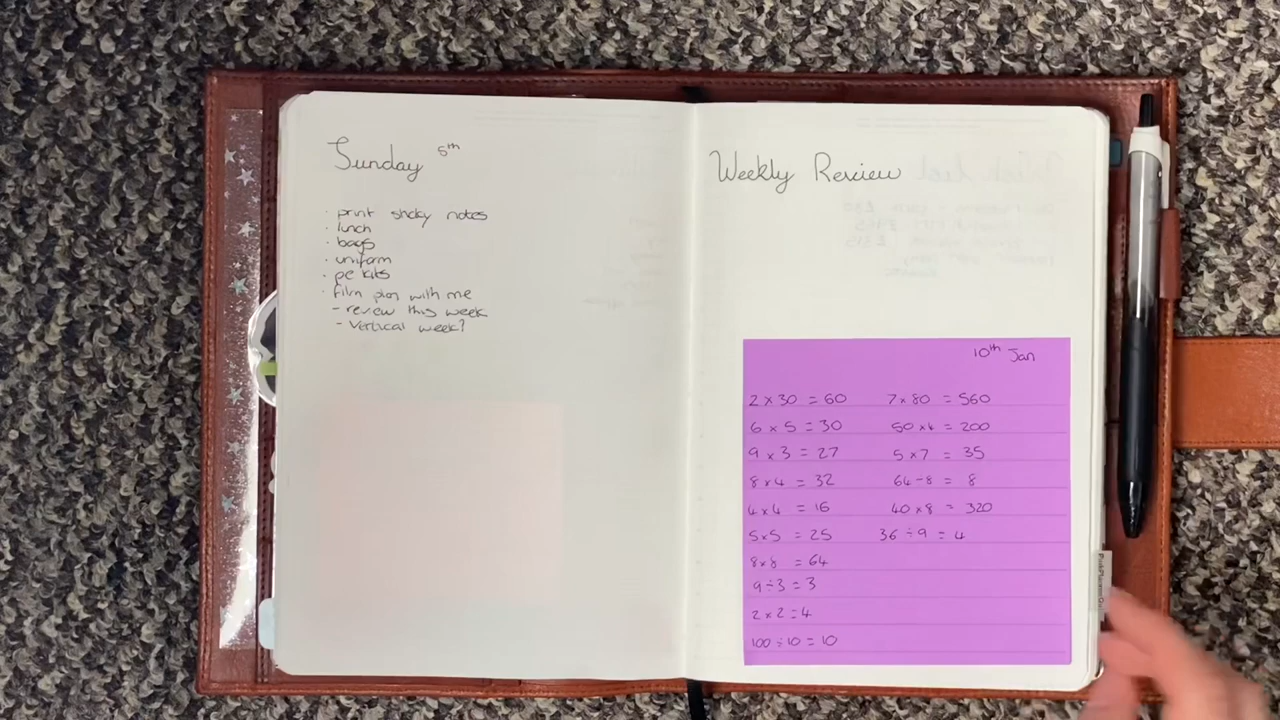 Sunday 5th
· print sticky notes
· lunch
· bags
· uniform
· pe kits
· film plan with me
- review this week
- Vertical week?
Weekly Review
10th Jan
2 x 30 = 60
6 x 5 = 30
9 x 3 = 27
8 x 4 = 32
4 x 4 = 16
5 x 5 = 25
8 x 8 = 64
9 ÷ 3 = 3
2 x 2 = 4
100 ÷ 10 = 10
7 x 80 = 560
50 x 4 = 200
5 x 7 = 35
64 - 8 = 8
40 x 8 = 320
36 ÷ 9 = 4